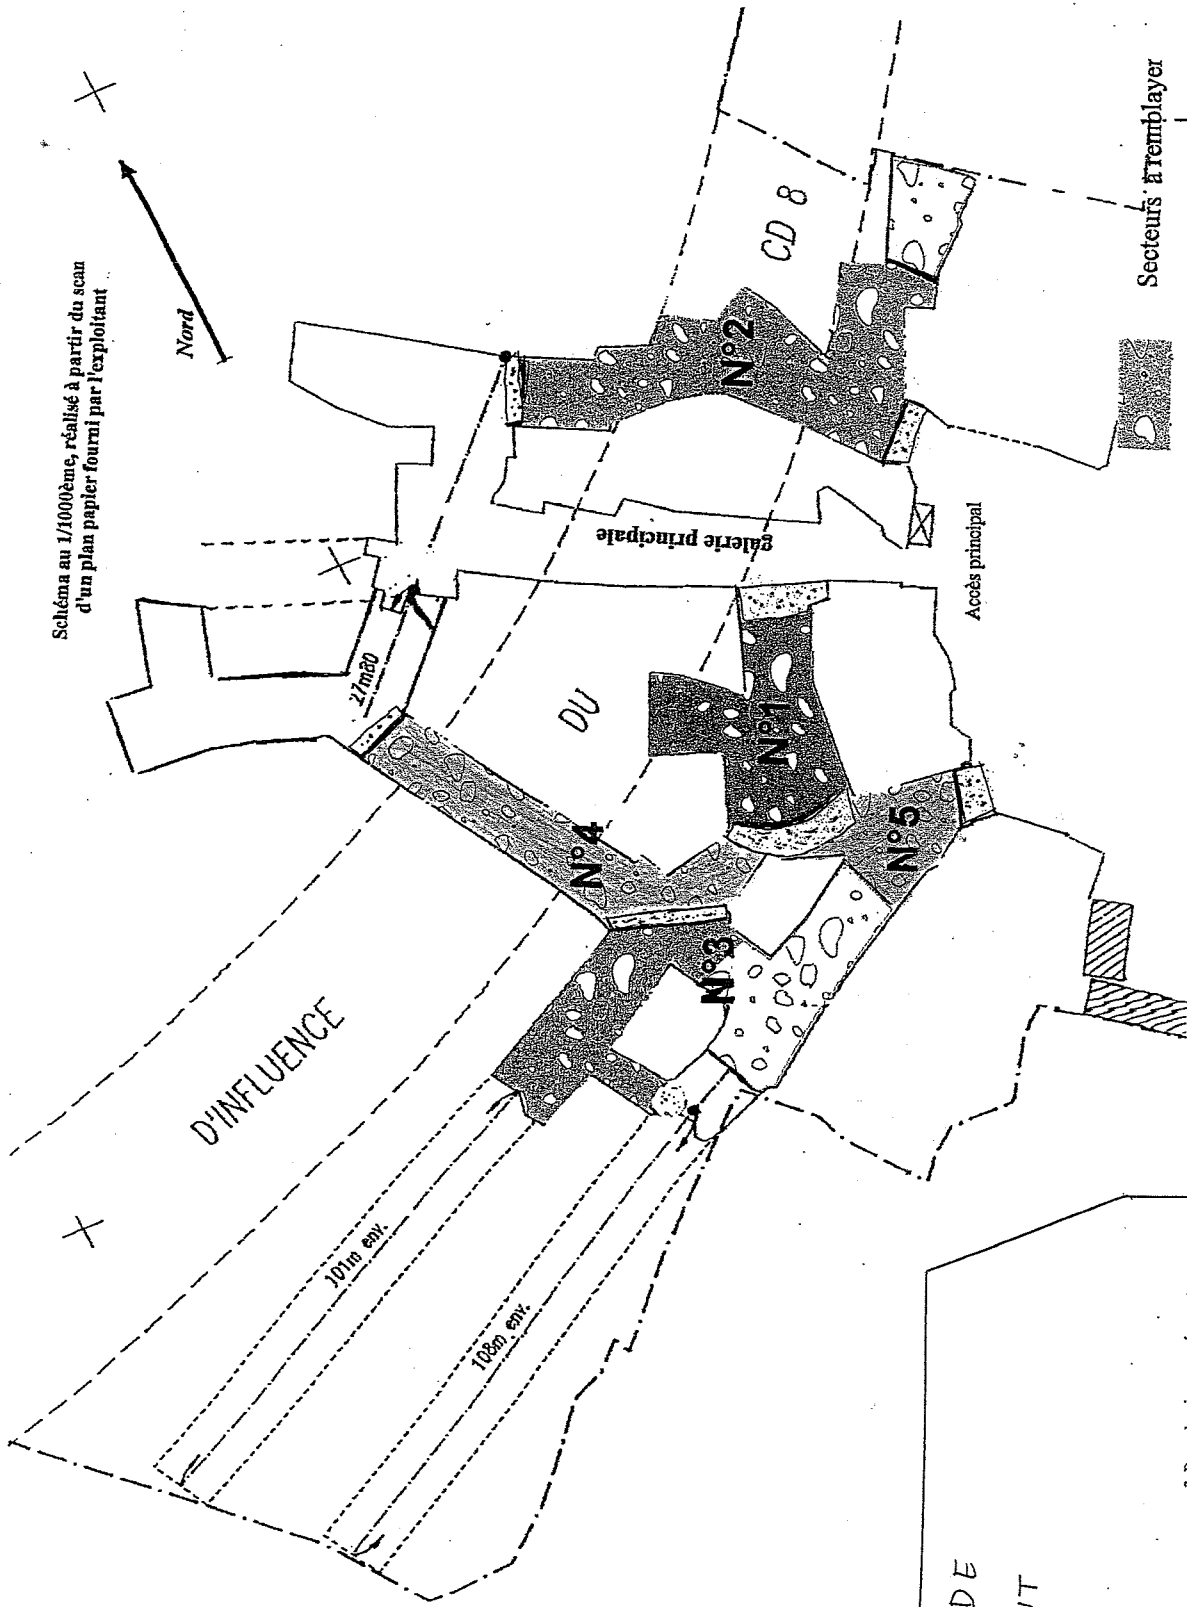 Schéma au 1/1000ème, réalisé à partir du scan
d'un plan papier fourni par l'exploitant
Nord
CD 8
N°2
Secteurs à remblayer
galerie principale
Accès principal
27m80
DU
N°1
N°4
N°5
N°3
D'INFLUENCE
101m env.
108m env.
DE